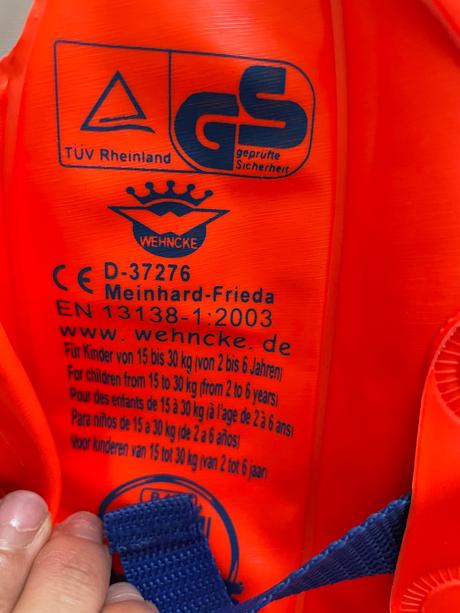 TÜV Rheinland
GS
geprüfte
Sicherheit
WEHNCKE
CE D-37276
Meinhard-Frieda
EN 13138-1:2003
www.wehncke.de
Für Kinder von 15 bis 30 kg (von 2 bis 6 Jahren)
For children from 15 to 30 kg (from 2 to 6 years)
Pour des enfants de 15 à 30 kg (à l'age de 2 à 6 ans)
Para niños de 15 a 30 kg (de 2 a 6 años)
Voor kinderen van 15 tot 30 kg (van 2 tot 6 jaar)